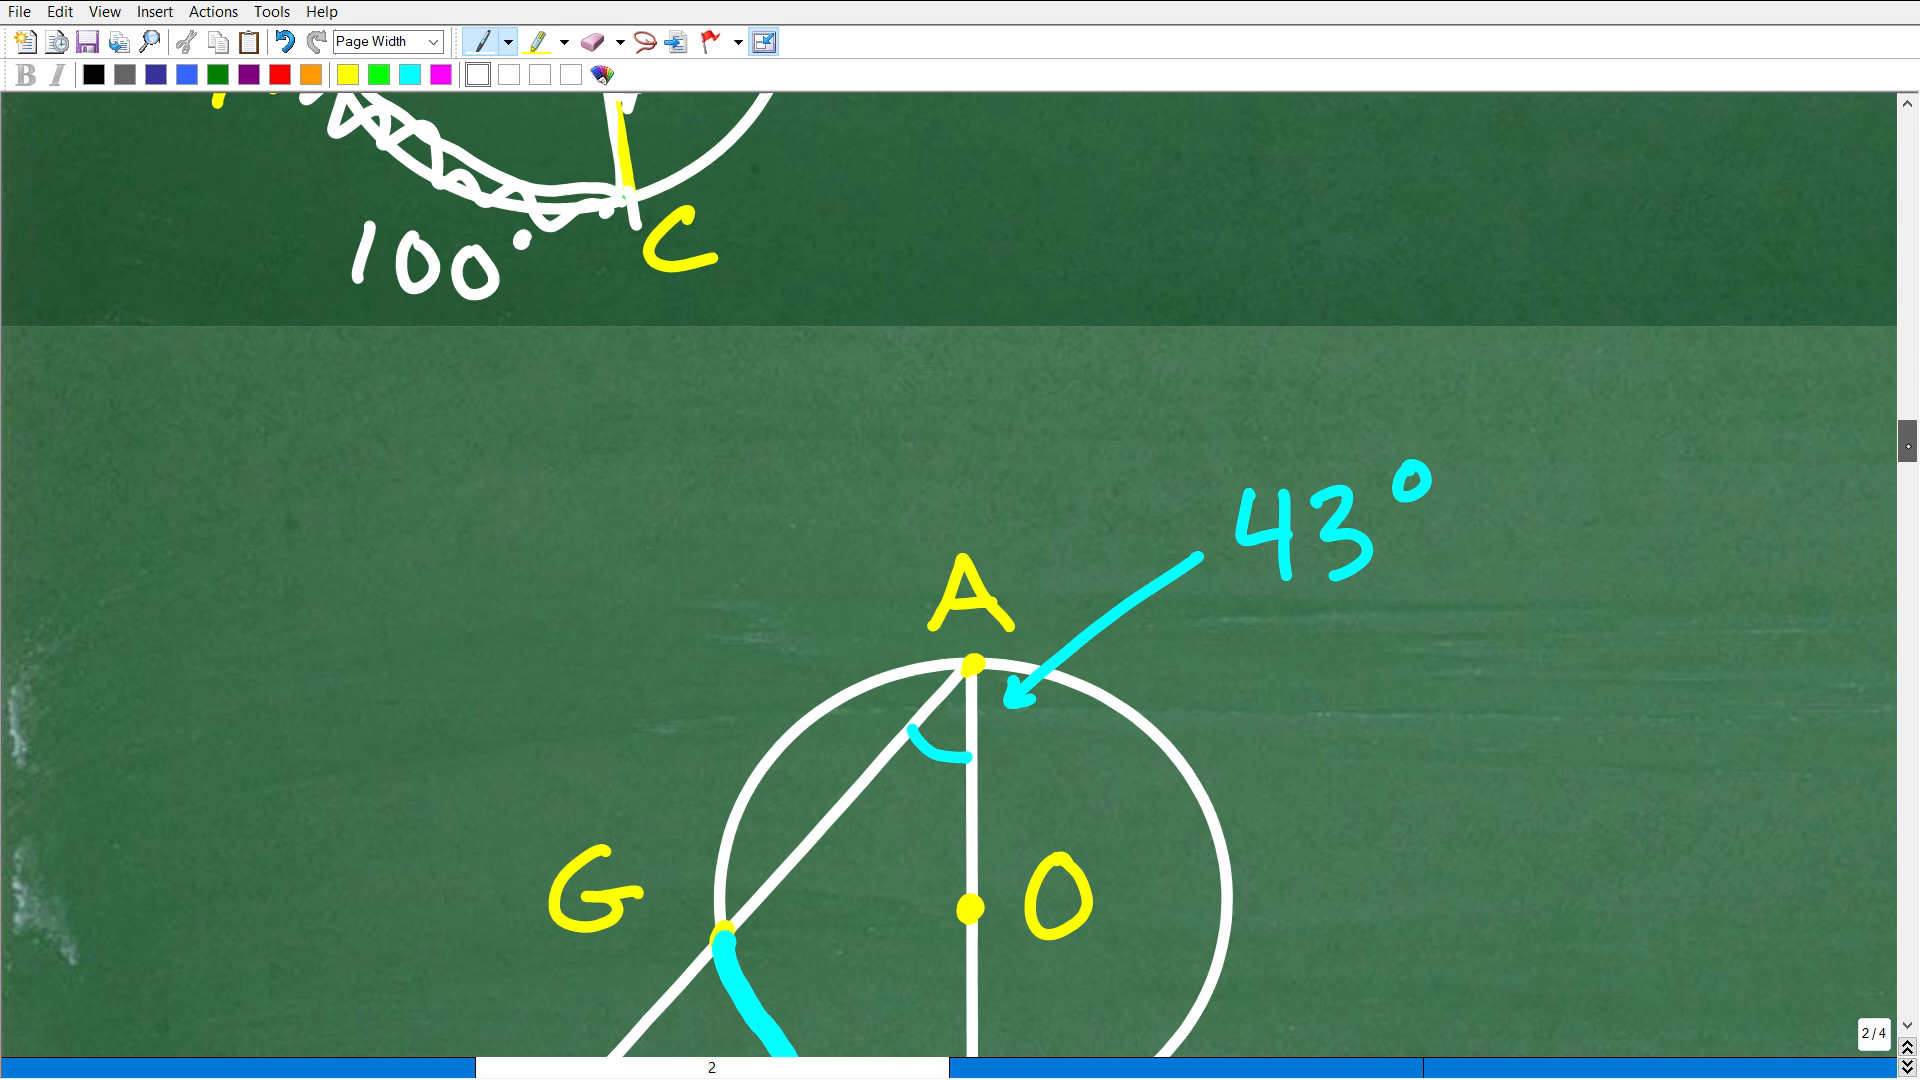 File Edit View Insert Actions Tools Help
Page Width
B I
100°
C
43°
A
G
O
2 / 4
2